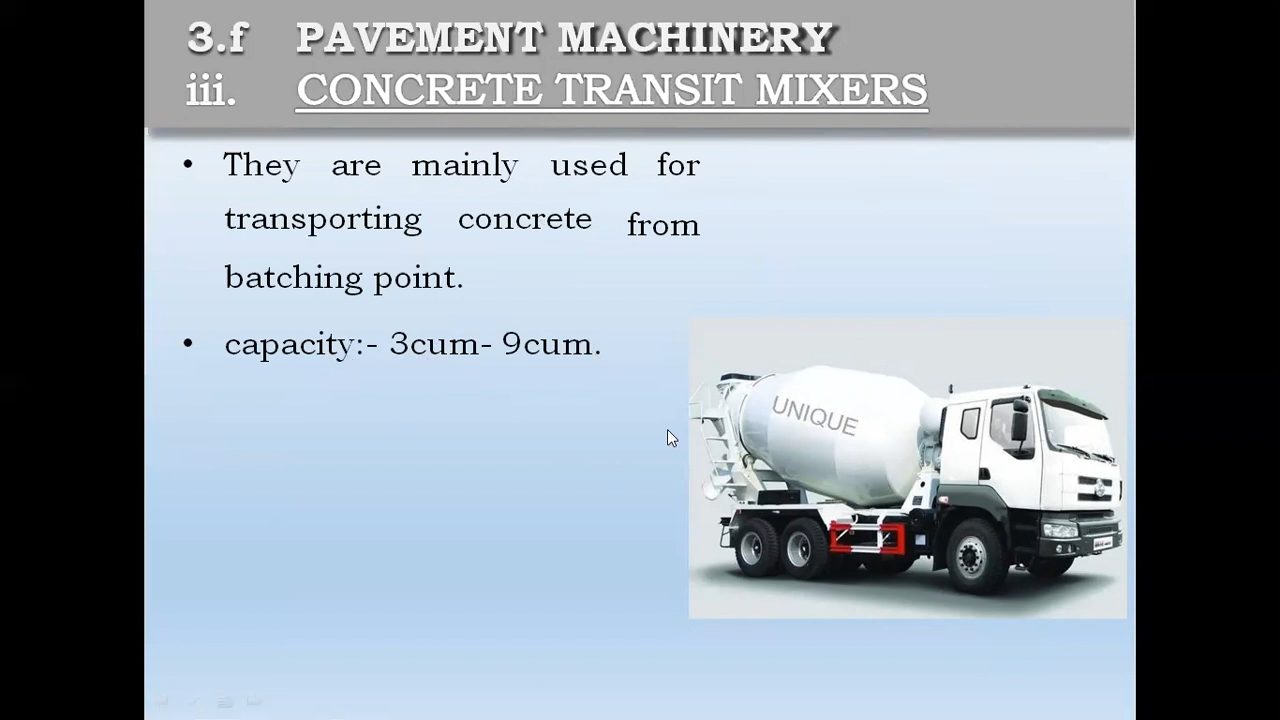 3.f PAVEMENT MACHINERY
iii. CONCRETE TRANSIT MIXERS
• They are mainly used for
transporting concrete from
batching point.
• capacity:- 3cum- 9cum.
UNIQUE